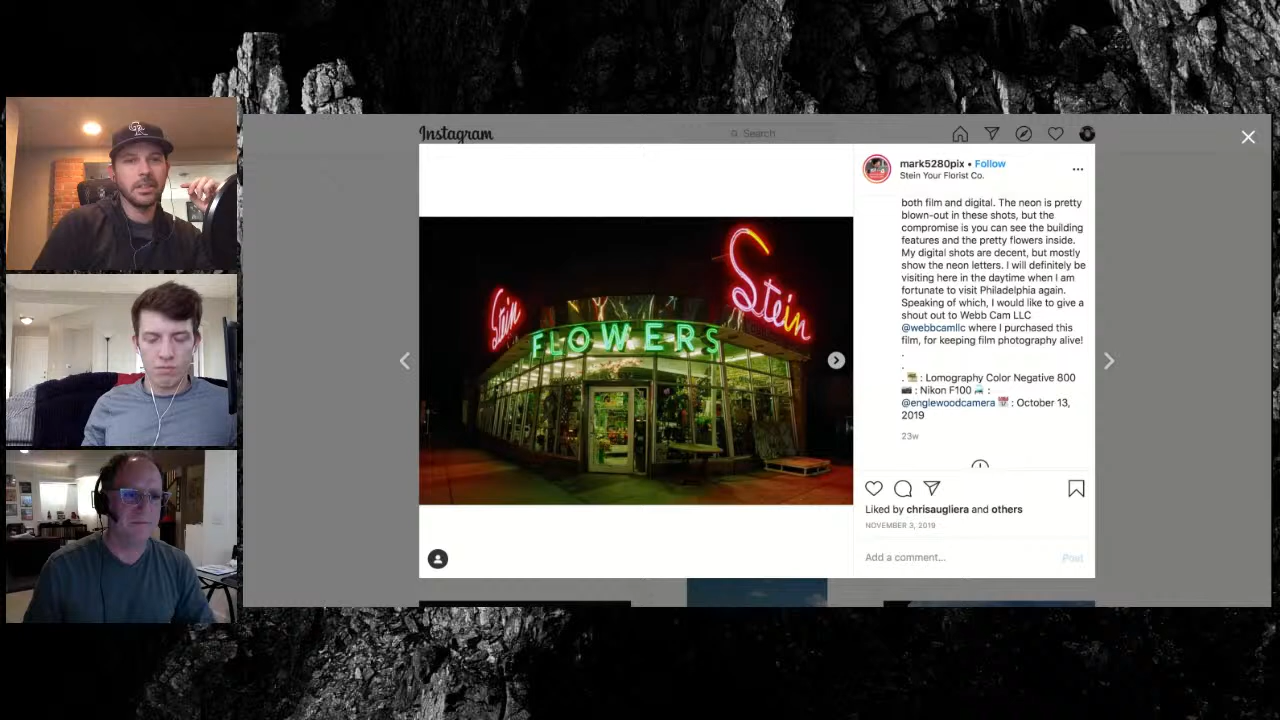 Instagram
Search
mark5280pix • Follow
Stein Your Florist Co.
both film and digital. The neon is pretty
blown-out in these shots, but the
compromise is you can see the building
features and the pretty flowers inside.
My digital shots are decent, but mostly
show the neon letters. I will definitely be
visiting here in the daytime when I am
fortunate to visit Philadelphia again.
Speaking of which, I would like to give a
shout out to Webb Cam LLC
@webbcamllc where I purchased this
film, for keeping film photography alive!
.
.
. : Lomography Color Negative 800
: Nikon F100 :
@englewoodcamera : October 13,
2019
23w
Liked by chrisaugliera and others
NOVEMBER 3, 2019
Add a comment...
Post
Stein
FLOWERS
Stein